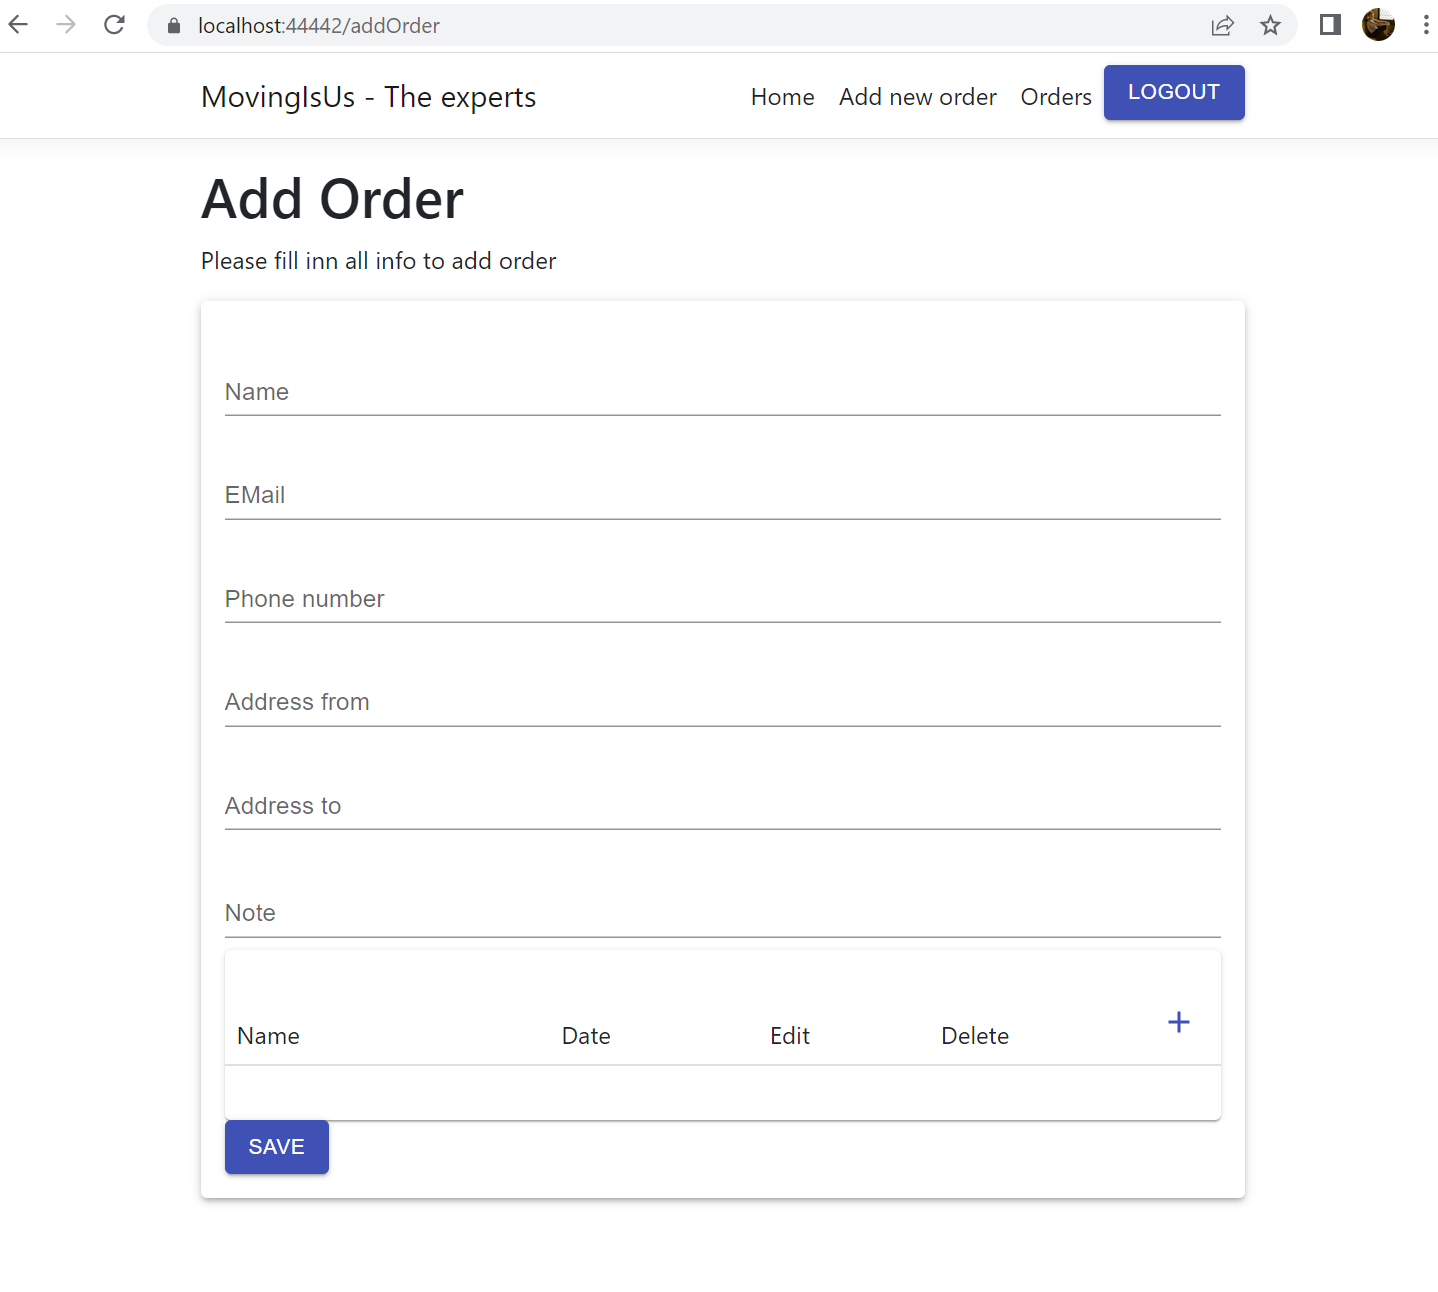 localhost:44442/addOrder
MovingIsUs - The experts Home Add new order Orders LOGOUT
Add Order
Please fill inn all info to add order
Name
EMail
Phone number
Address from
Address to
Note
Name Date Edit Delete +
SAVE